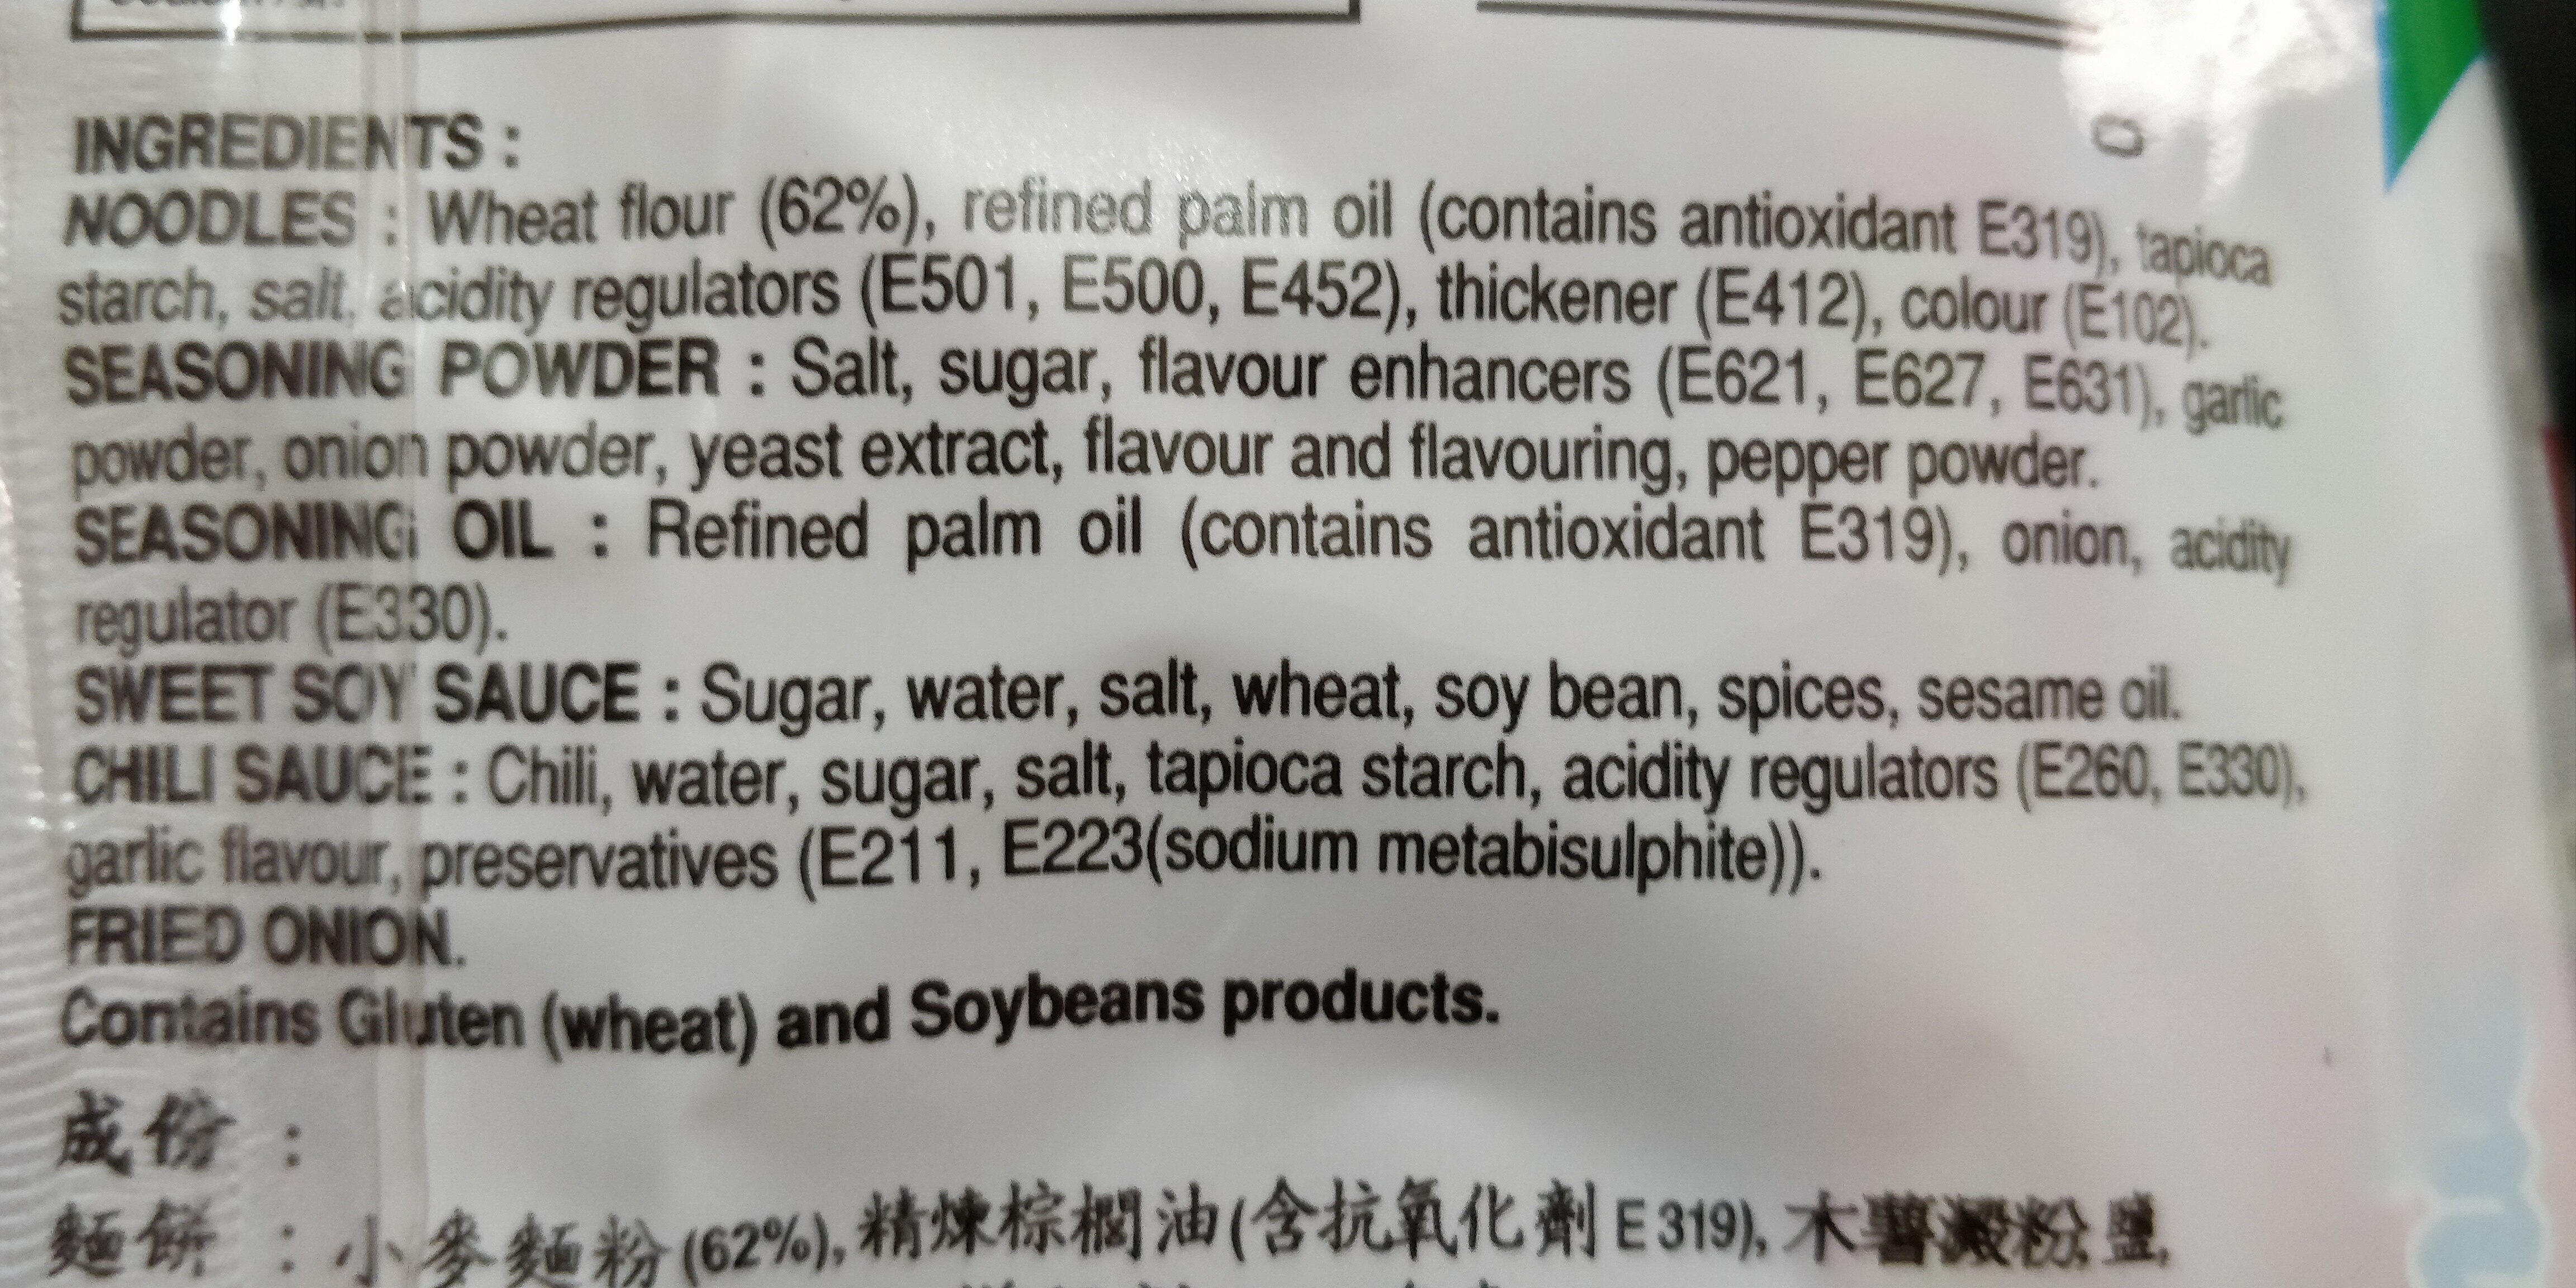 INGREDIENTS :
NOODLES : Wheat flour (62%), refined palm oil (contains antioxidant E319), tapioca
starch, salt, acidity regulators (E501, E500, E452), thickener (E412), colour (E102).
SEASONING POWDER : Salt, sugar, flavour enhancers (E621, E627, E631), garlic
powder, onion powder, yeast extract, flavour and flavouring, pepper powder.
SEASONING OIL : Refined palm oil (contains antioxidant E319), onion, acidity
regulator (E330).
SWEET SOY SAUCE : Sugar, water, salt, wheat, soy bean, spices, sesame oil.
CHILI SAUCE : Chili, water, sugar, salt, tapioca starch, acidity regulators (E260, E330),
garlic flavour, preservatives (E211, E223(sodium metabisulphite)).
FRIED ONION.
Contains Gluten (wheat) and Soybeans products.
成份 :
麵餅 : 小麥麵粉(62%), 精煉棕櫚油(含抗氧化劑E319), 木薯澱粉, 鹽,